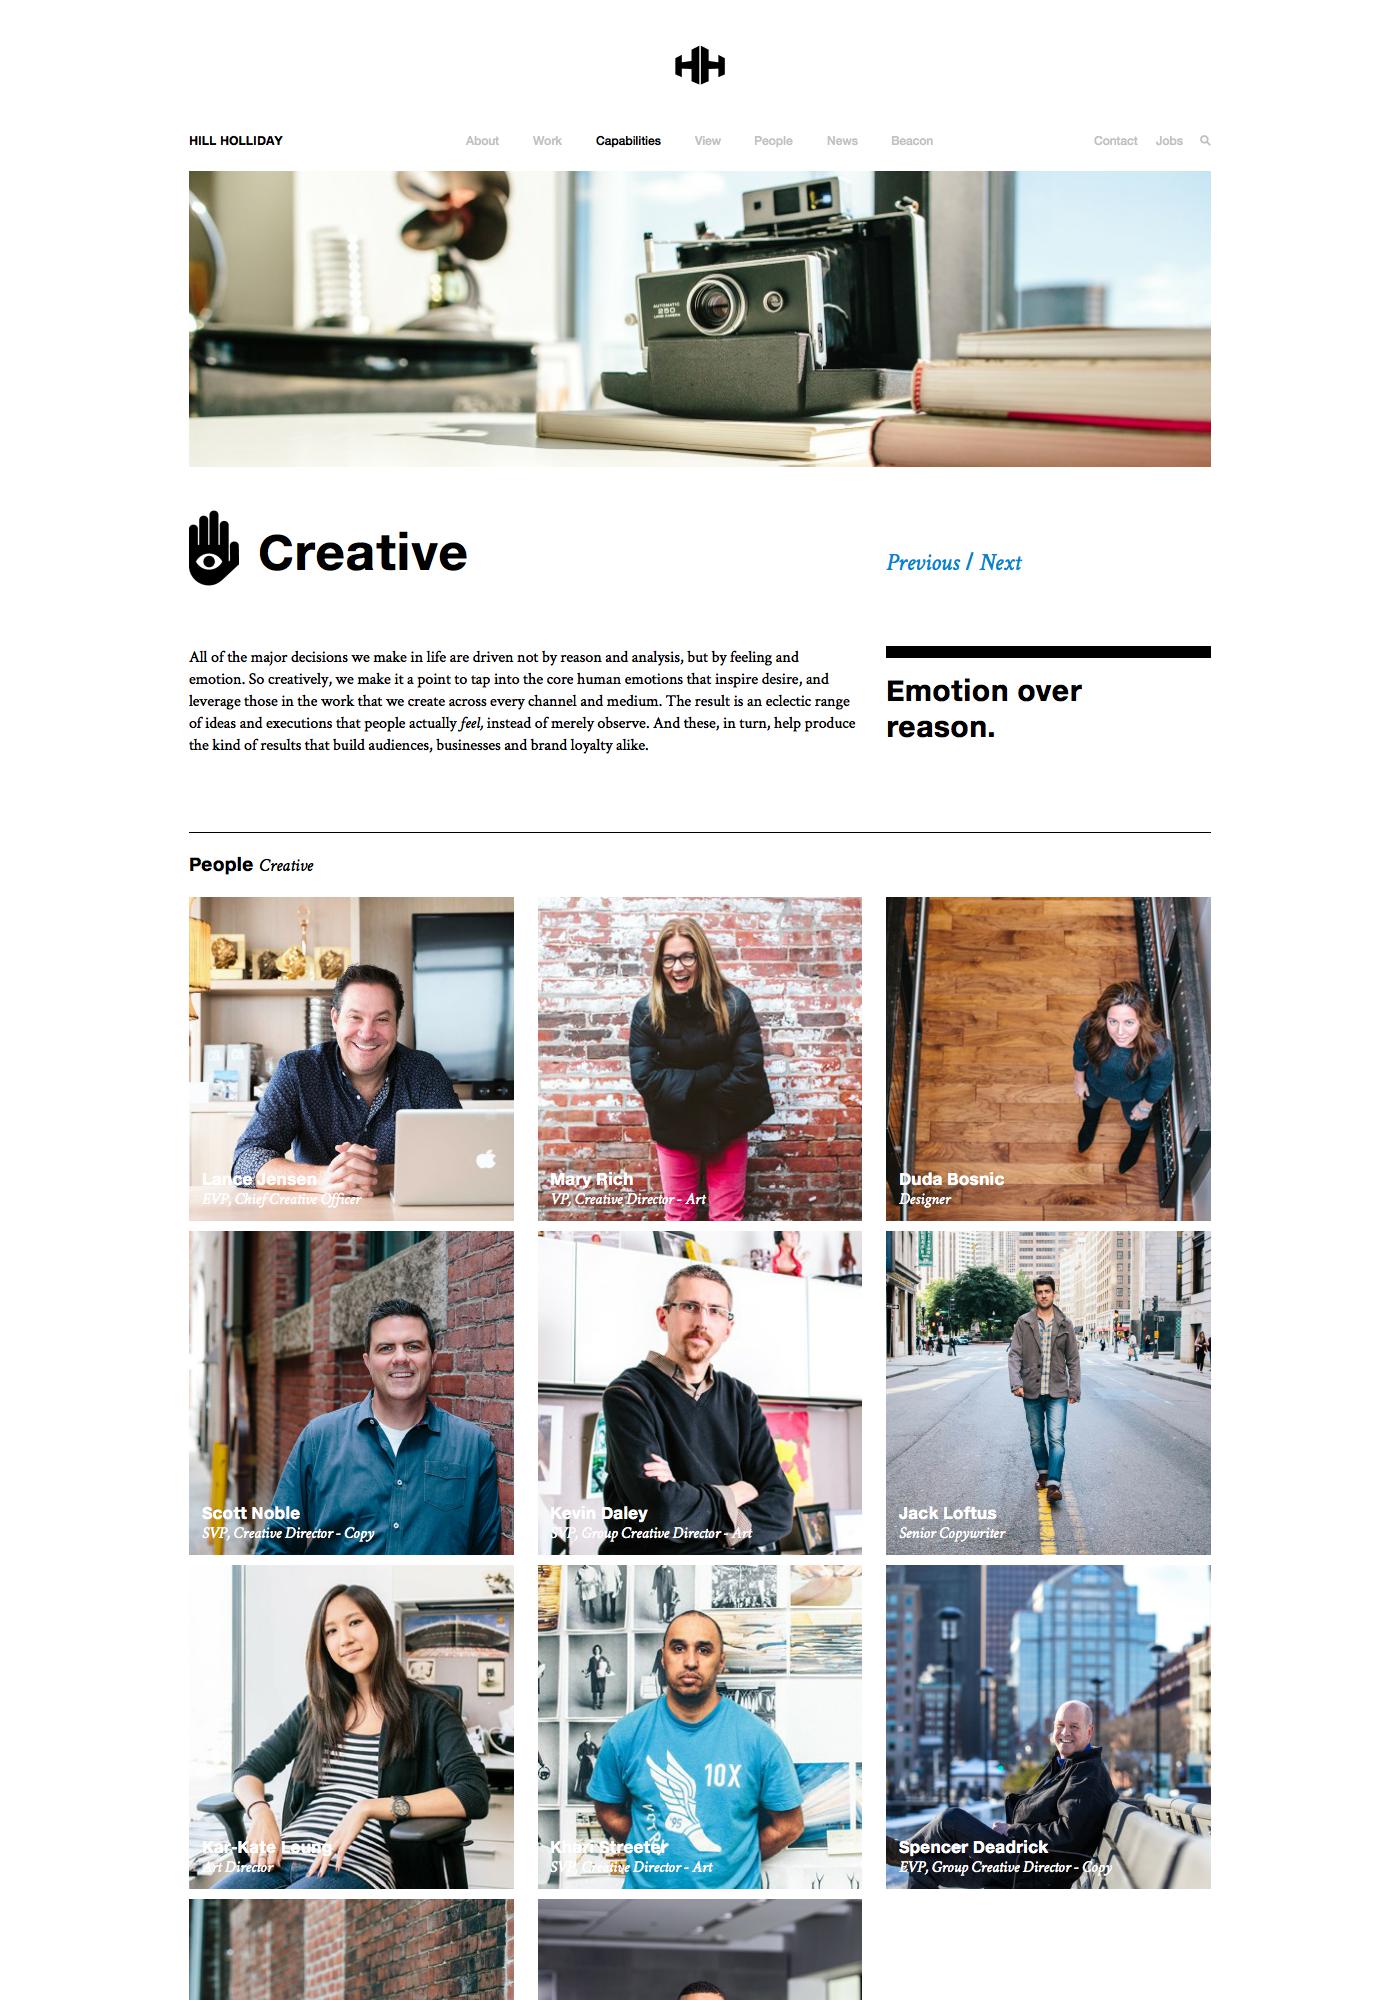 HILL HOLLIDAY
About Work Capabilities View People News Beacon
Contact Jobs
AUTOMATIC
250
LAND CAMERA
Creative
Previous / Next
All of the major decisions we make in life are driven not by reason and analysis, but by feeling and
emotion. So creatively, we make it a point to tap into the core human emotions that inspire desire, and
leverage those in the work that we create across every channel and medium. The result is an eclectic range
of ideas and executions that people actually feel, instead of merely observe. And these, in turn, help produce
the kind of results that build audiences, businesses and brand loyalty alike.
Emotion over
reason.
People Creative
Lance Jensen
EVP, Chief Creative Officer
Mary Rich
VP, Creative Director - Art
Duda Bosnic
Designer
Scott Noble
SVP, Creative Director - Copy
Kevin Daley
SVP, Group Creative Director - Art
Jack Loftus
Senior Copywriter
Kar-Kate Leung
Art Director
10X
95
Khari Streeter
SVP, Creative Director - Art
Spencer Deadrick
EVP, Group Creative Director - Copy